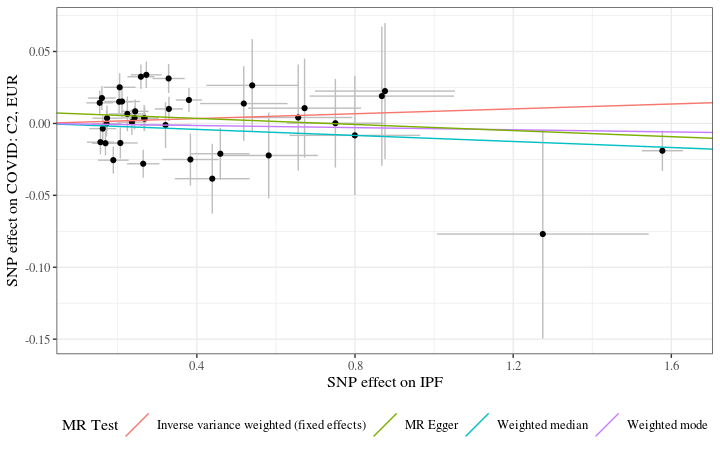 SNP effect on COVID: C2, EUR
0.05
0.00
-0.05
-0.10
-0.15
0.4 0.8 1.2 1.6
SNP effect on IPF
MR Test Inverse variance weighted (fixed effects) MR Egger Weighted median Weighted mode